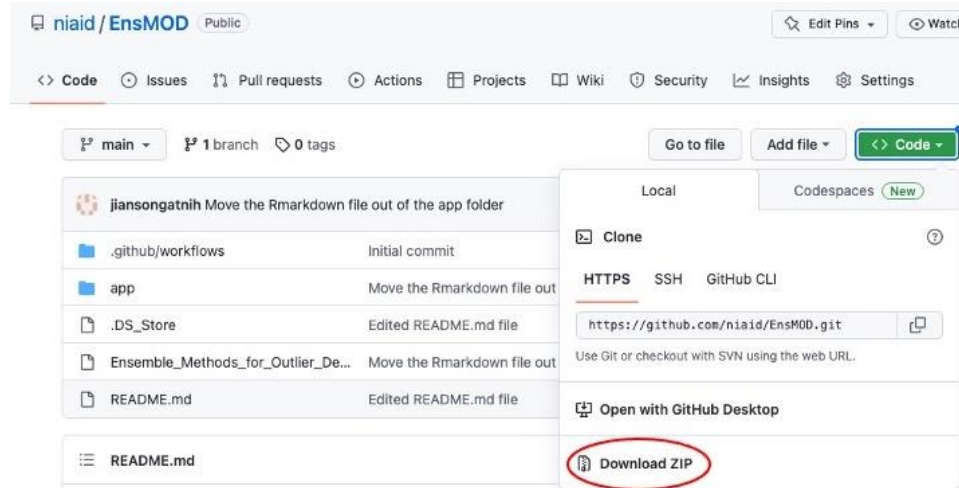 niaid / EnsMOD Public Edit Pins Watch
Code Issues Pull requests Actions Projects Wiki Security Insights Settings
main 1 branch 0 tags Go to file Add file Code
Local Codespaces New
jiansongatnih Move the Rmarkdown file out of the app folder
Clone
.github/workflows Initial commit
HTTPS SSH GitHub CLI
app Move the Rmarkdown file out
.DS_Store Edited README.md file
https://github.com/niaid/EnsMOD.git
Use Git or checkout with SVN using the web URL.
Ensemble_Methods_for_Outlier_De... Move the Rmarkdown file out
README.md Edited README.md file
Open with GitHub Desktop
README.md
Download ZIP